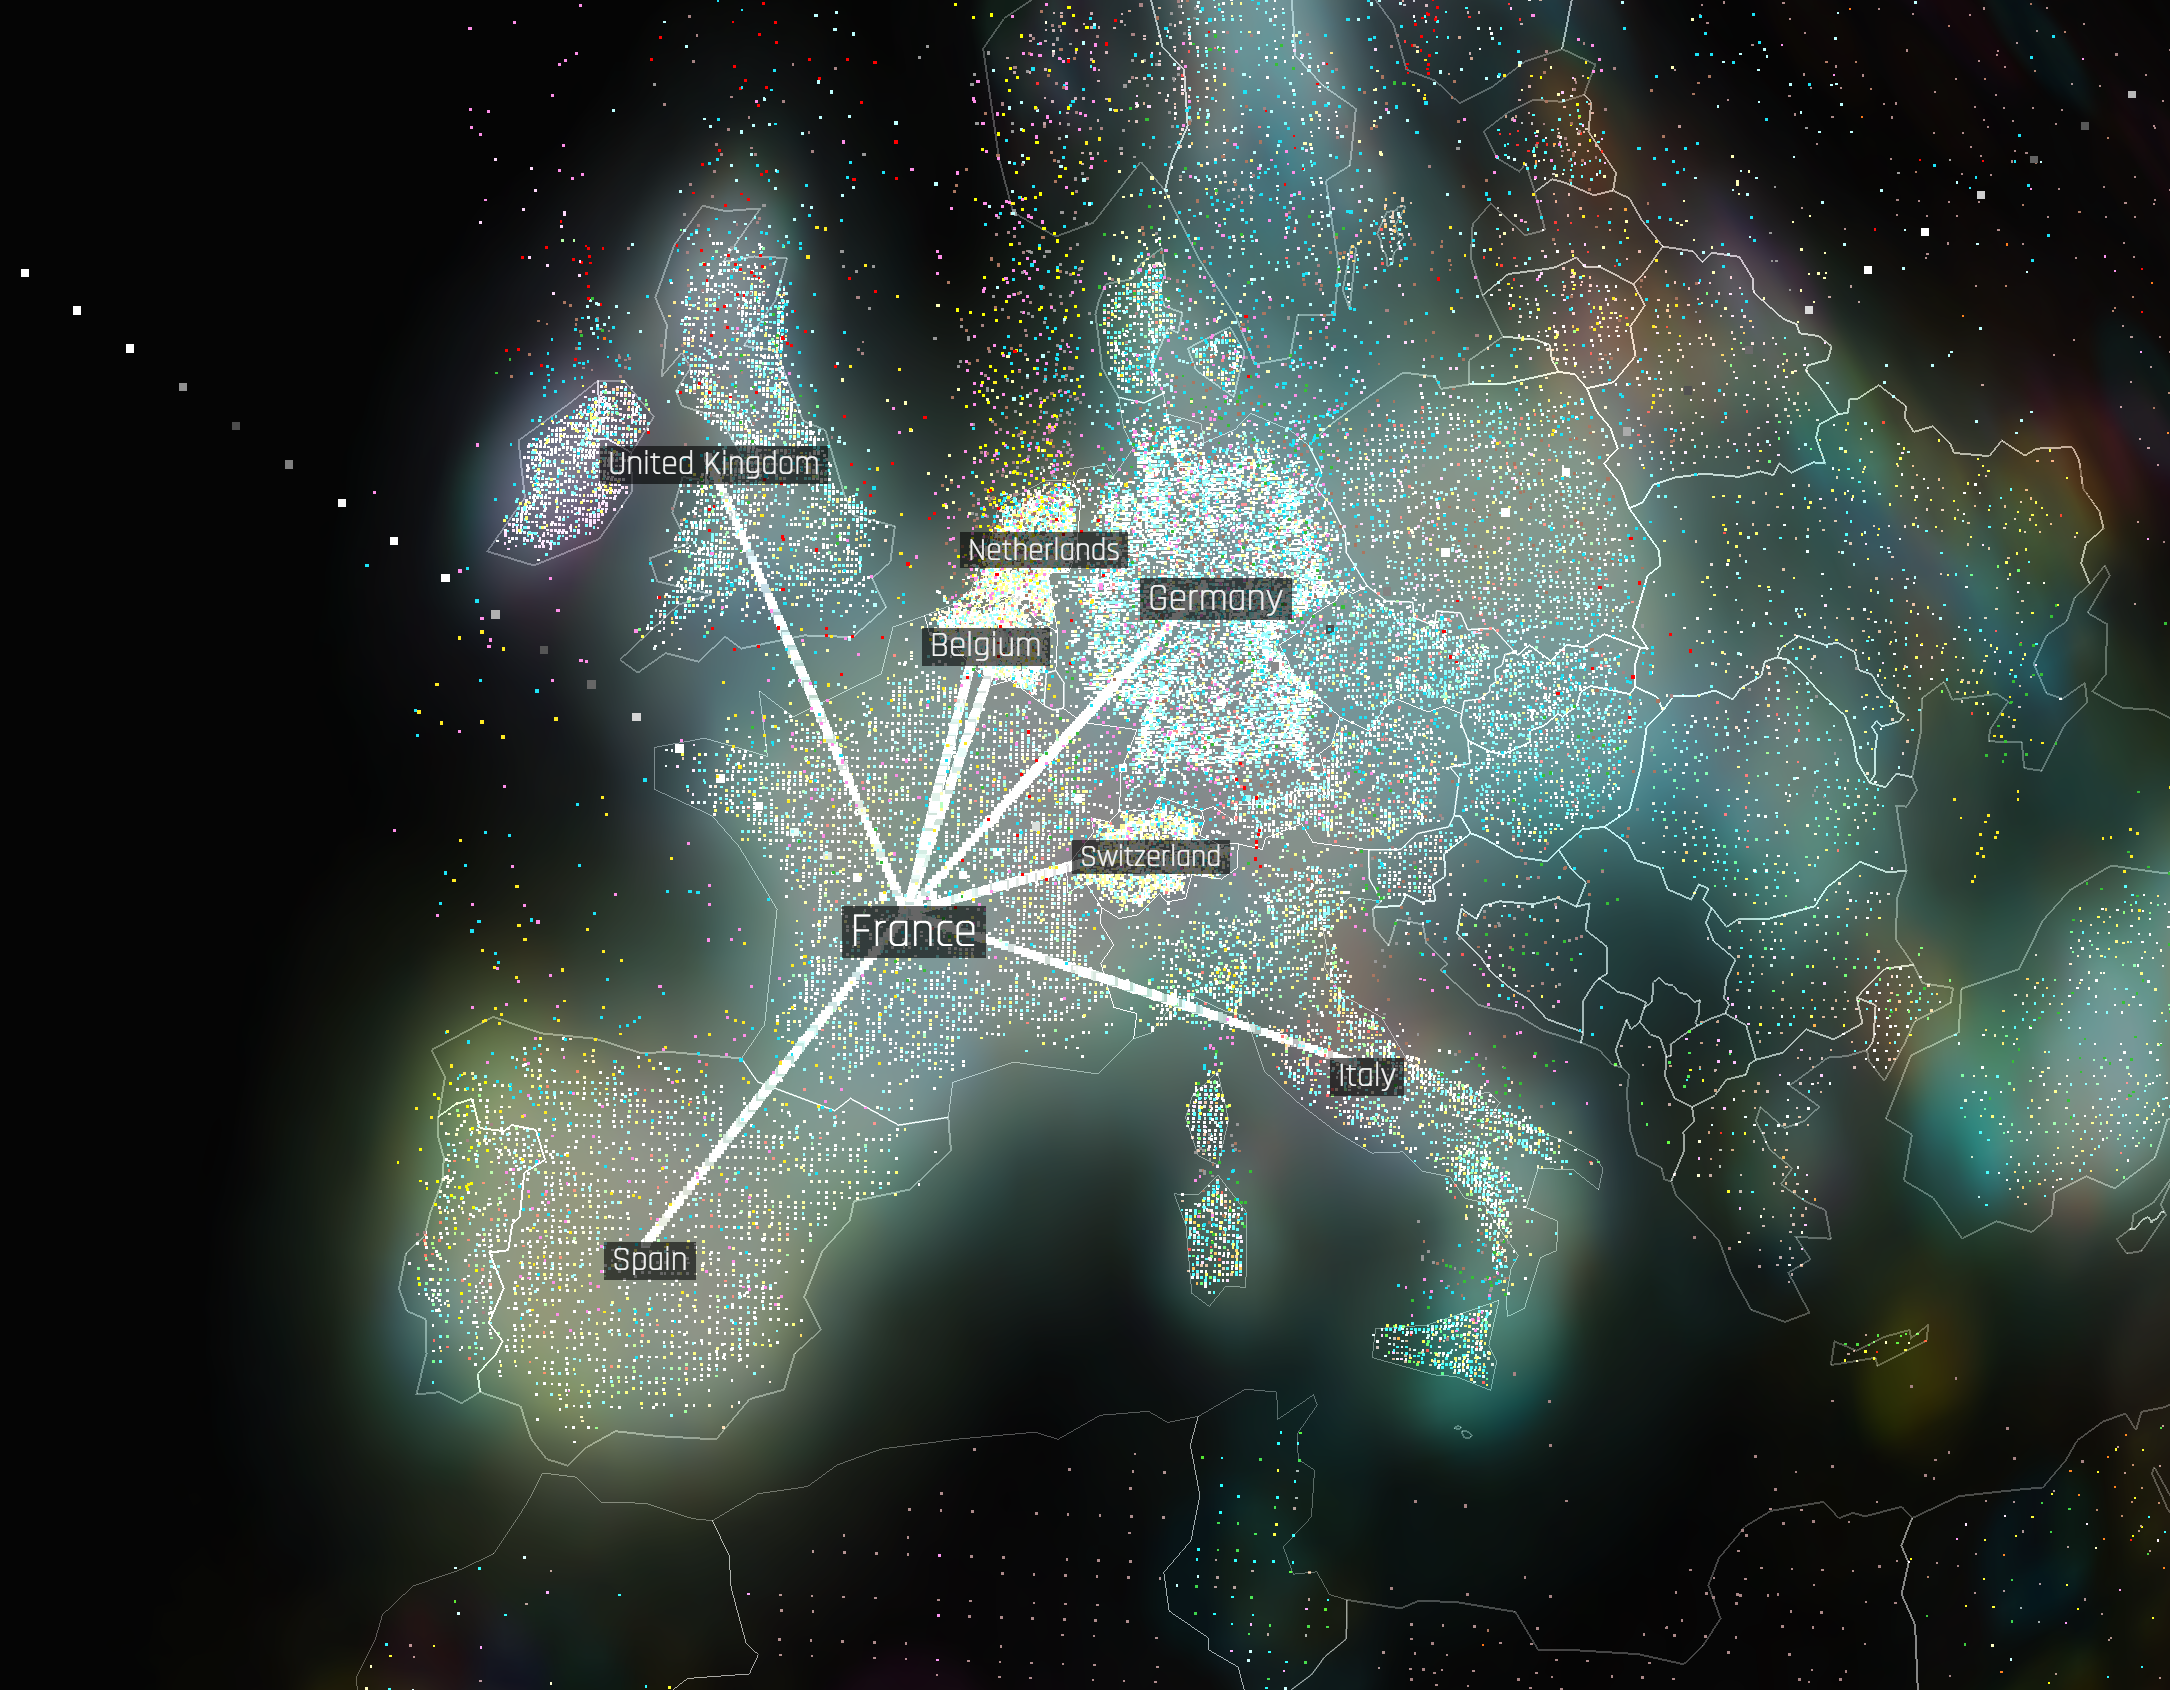 United Kingdom
Netherlands
Germany
Belgium
Switzerland
France
Italy
Spain